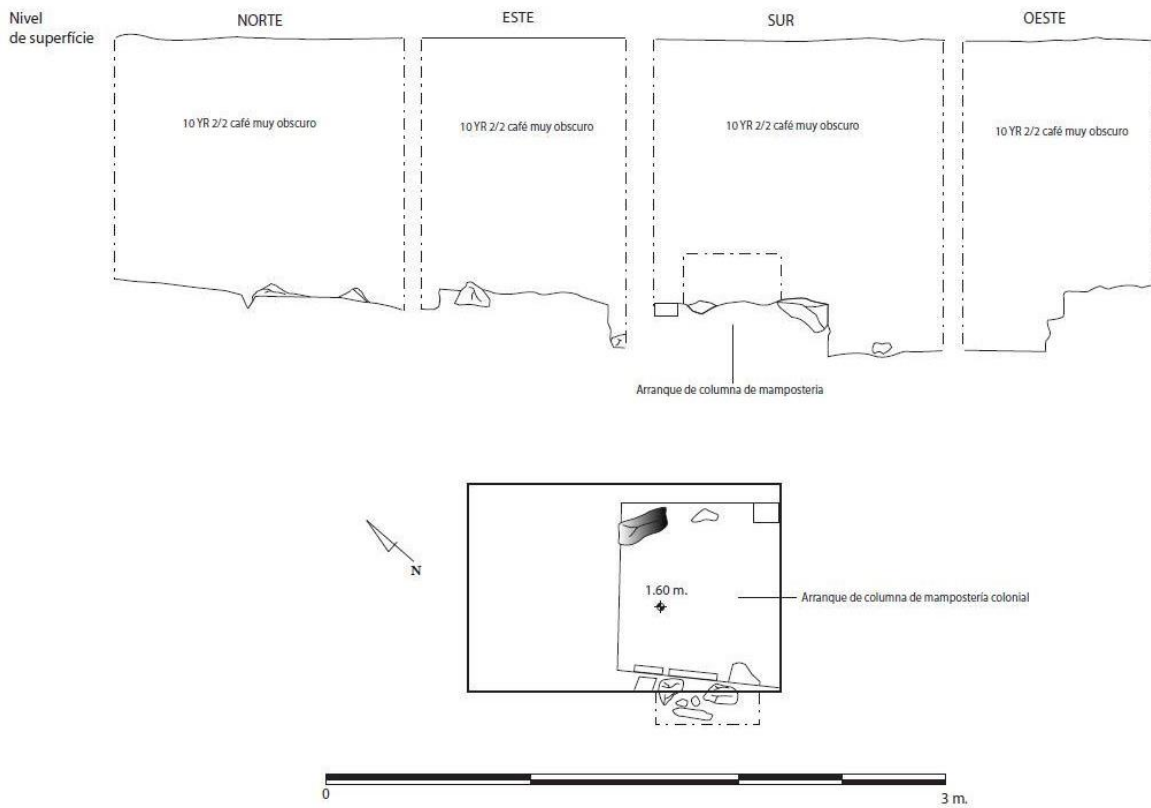 Nivel
de superfície
NORTE
ESTE
SUR
OESTE
10 YR 2/2 café muy obscuro
10 YR 2/2 café muy obscuro
10 YR 2/2 café muy obscuro
10 YR 2/2 café muy obscuro
Arranque de columna de mamposteria
N
1.60 m.
Arranque de columna de mampostería colonial
0
3 m.